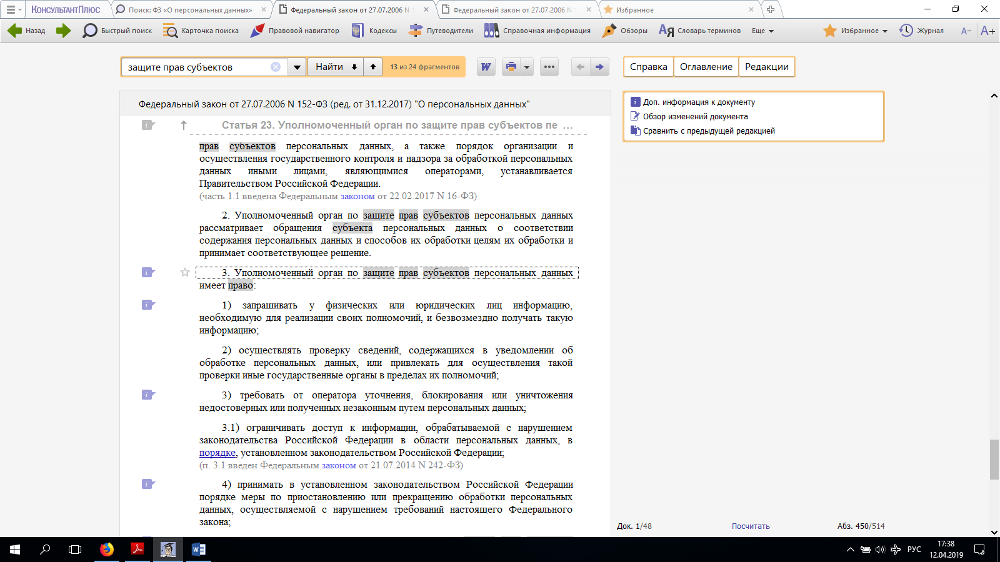 КонсультантПлюс
Поиск: ФЗ «О персональных данных»
Федеральный закон от 27.07.2006 N
Федеральный закон от 27.07.2006 N
Избранное
Назад
Быстрый поиск
Карточка поиска
Правовой навигатор
Кодексы
Путеводители
Справочная информация
Обзоры
Словарь терминов
Еще
Избранное
Журнал
А−
А+
защите прав субъектов
Найти
13 из 24 фрагментов
Справка
Оглавление
Редакции
Федеральный закон от 27.07.2006 N 152-ФЗ (ред. от 31.12.2017) "О персональных данных"
Доп. информация к документу
Обзор изменений документа
Сравнить с предыдущей редакцией
Статья 23. Уполномоченный орган по защите прав субъектов пе ...
прав субъектов персональных данных, а также порядок организации и
осуществления государственного контроля и надзора за обработкой персональных
данных иными лицами, являющимися операторами, устанавливается
Правительством Российской Федерации.
(часть 1.1 введена Федеральным законом от 22.02.2017 N 16-ФЗ)
2. Уполномоченный орган по защите прав субъектов персональных данных
рассматривает обращения субъекта персональных данных о соответствии
содержания персональных данных и способов их обработки целям их обработки и
принимает соответствующее решение.
3. Уполномоченный орган по защите прав субъектов персональных данных
имеет право:
1) запрашивать у физических или юридических лиц информацию,
необходимую для реализации своих полномочий, и безвозмездно получать такую
информацию;
2) осуществлять проверку сведений, содержащихся в уведомлении об
обработке персональных данных, или привлекать для осуществления такой
проверки иные государственные органы в пределах их полномочий;
3) требовать от оператора уточнения, блокирования или уничтожения
недостоверных или полученных незаконным путем персональных данных;
3.1) ограничивать доступ к информации, обрабатываемой с нарушением
законодательства Российской Федерации в области персональных данных, в
порядке, установленном законодательством Российской Федерации;
(п. 3.1 введен Федеральным законом от 21.07.2014 N 242-ФЗ)
4) принимать в установленном законодательством Российской Федерации
порядке меры по приостановлению или прекращению обработки персональных
данных, осуществляемой с нарушением требований настоящего Федерального
закона;
Док. 1/48
Посчитать
Абз. 450/514
РУС
17:38
12.04.2019